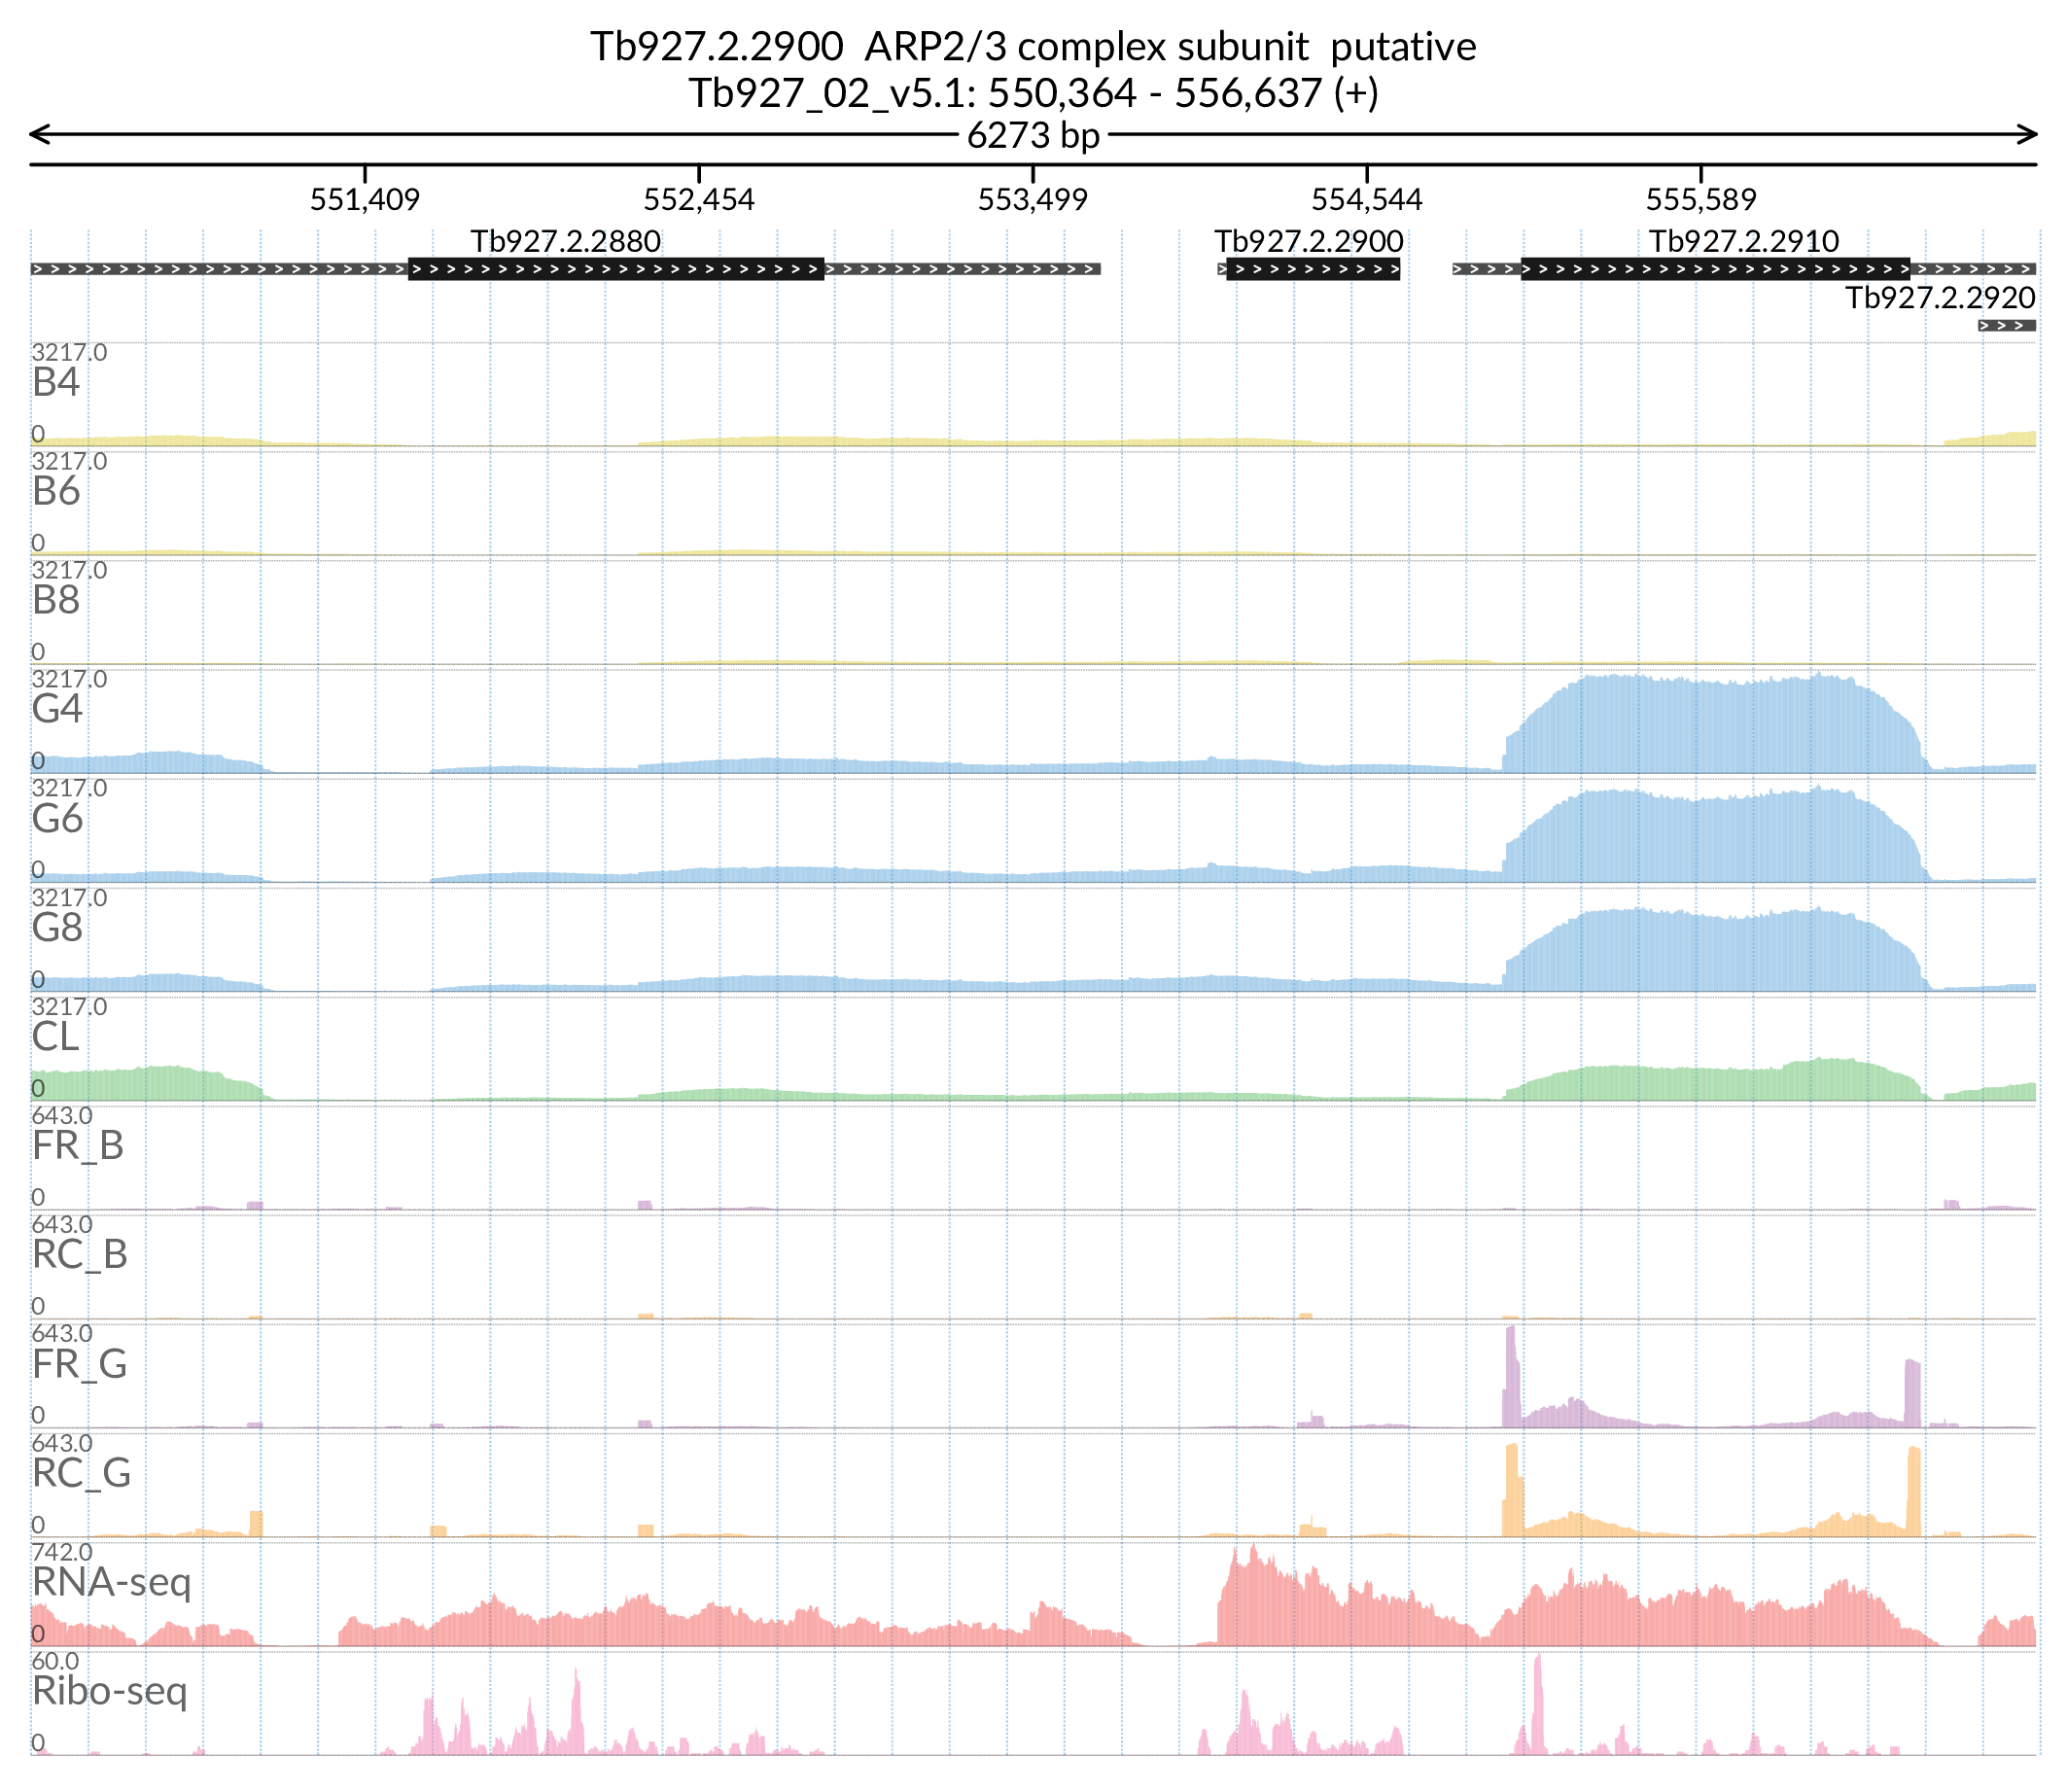 Tb927.2.2900  ARP2/3 complex subunit  putative
Tb927_02_v5.1: 550,364 - 556,637 (+)
6273 bp
551,409 552,454 553,499 554,544 555,589
Tb927.2.2880 Tb927.2.2900 Tb927.2.2910
Tb927.2.2920
3217.0
B4
0
3217.0
B6
0
3217.0
B8
0
3217.0
G4
0
3217.0
G6
0
3217.0
G8
0
3217.0
CL
0
643.0
FR_B
0
643.0
RC_B
0
643.0
FR_G
0
643.0
RC_G
0
742.0
RNA-seq
0
60.0
Ribo-seq
0